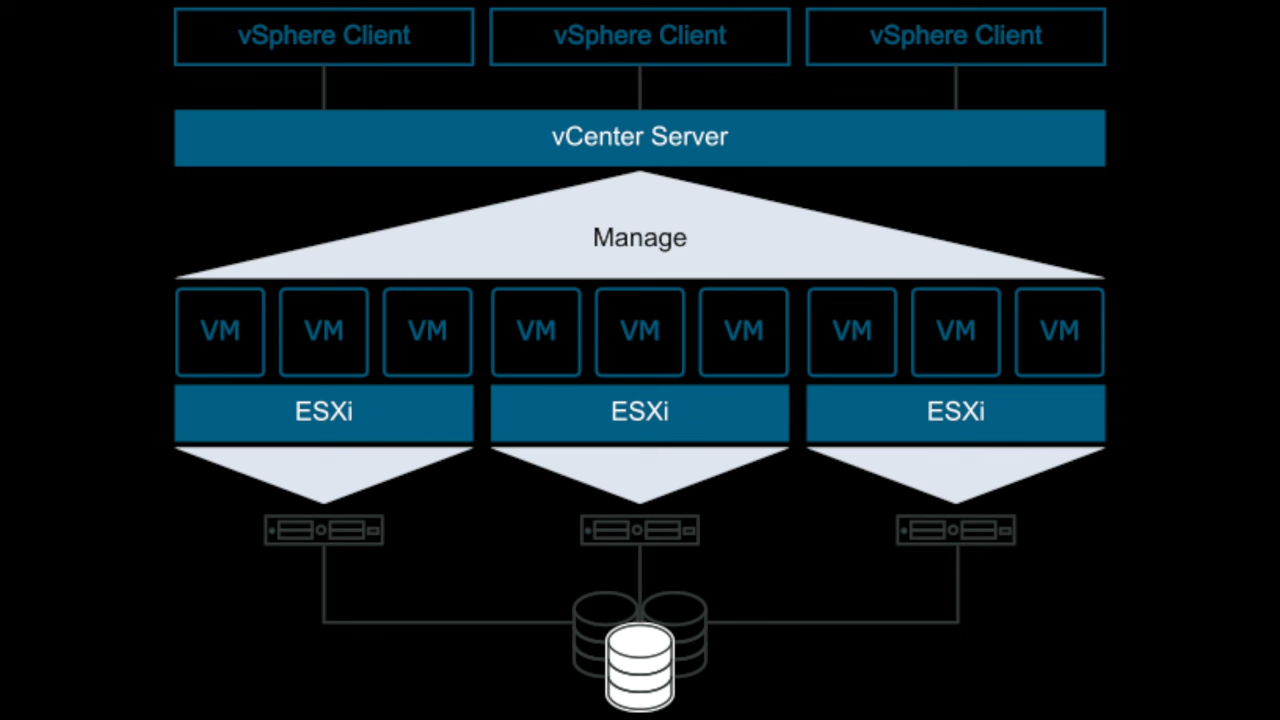 vSphere Client
vSphere Client
vSphere Client
vCenter Server
Manage
VM
VM
VM
VM
VM
VM
VM
VM
VM
ESXi
ESXi
ESXi